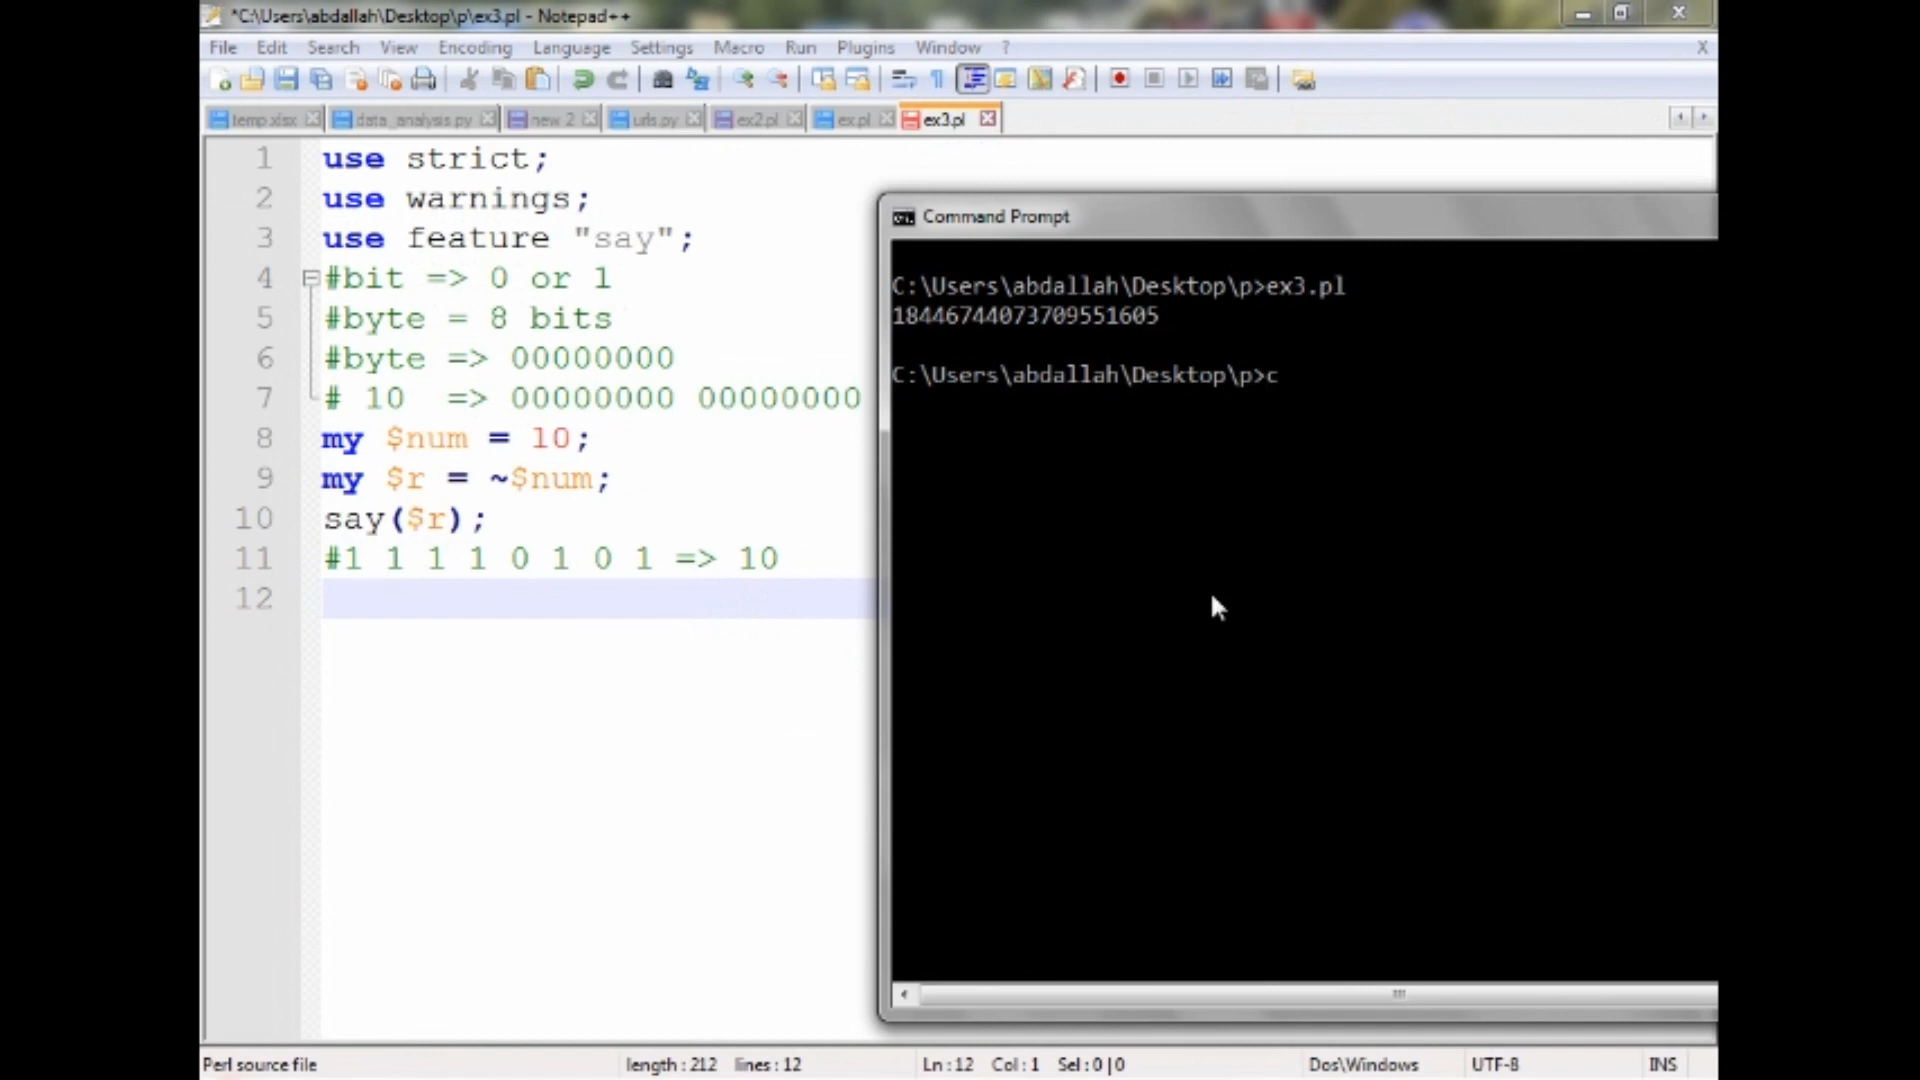 *C:\Users\abdallah\Desktop\p\ex3.pl - Notepad++
File Edit Search View Encoding Language Settings Macro Run Plugins Window ? X
temp.xlsx data_analysis.py new 2 urls.py ex2.pl ex.pl ex3.pl
1 use strict;
2 use warnings;
3 use feature "say";
4 #bit => 0 or 1
5 #byte = 8 bits
6 #byte => 00000000
7 # 10 => 00000000 00000000
8 my $num = 10;
9 my $r = ~$num;
10 say($r);
11 #1 1 1 1 0 1 0 1 => 10
12
Command Prompt
C:\Users\abdallah\Desktop\p>ex3.pl
18446744073709551605
C:\Users\abdallah\Desktop\p>c
Perl source file length : 212 lines : 12 Ln : 12 Col : 1 Sel : 0 | 0 Dos\Windows UTF-8 INS